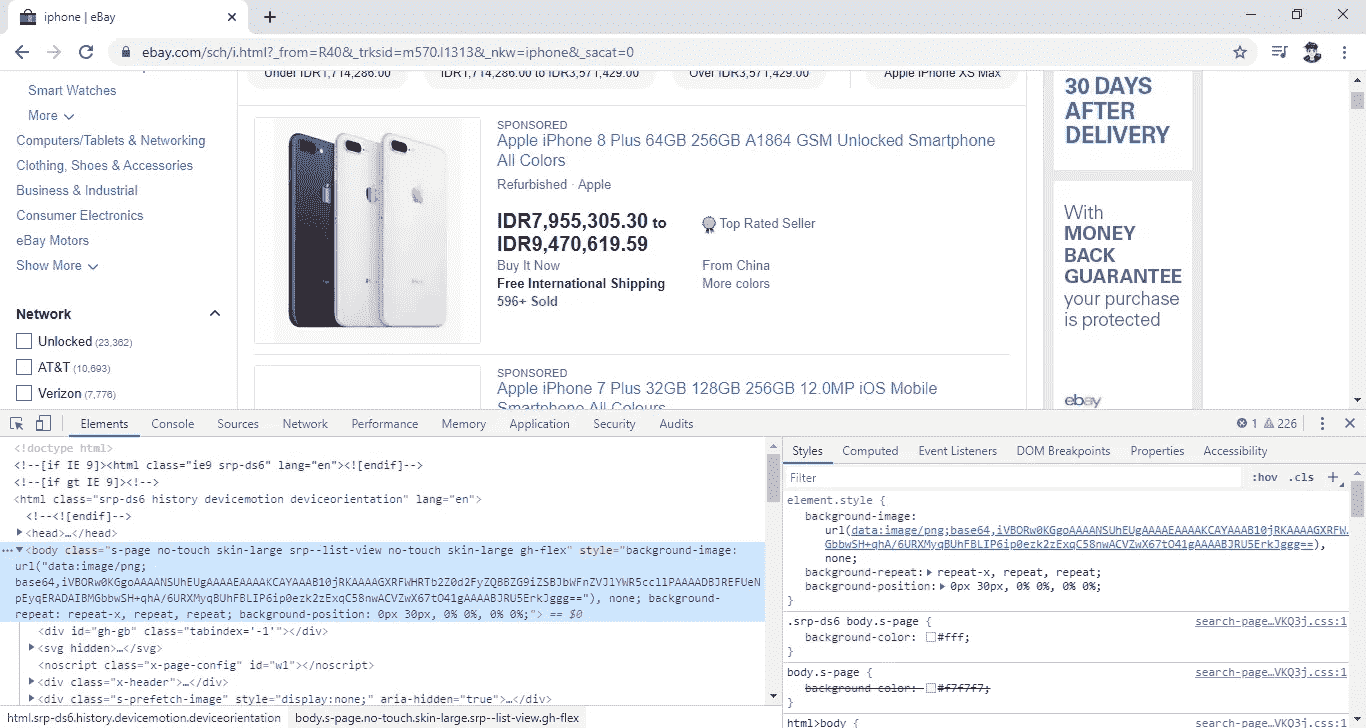 iphone | eBay
ebay.com/sch/i.html?_from=R40&_trksid=m570.l1313&_nkw=iphone&_sacat=0
Under IDR1,714,286.00
IDR1,714,286.00 to IDR3,571,429.00
Over IDR3,571,429.00
Apple iPhone XS Max
Smart Watches
More
Computers/Tablets & Networking
Clothing, Shoes & Accessories
Business & Industrial
Consumer Electronics
eBay Motors
Show More
Network
Unlocked (23,362)
AT&T (10,693)
Verizon (7,776)
SPONSORED
Apple iPhone 8 Plus 64GB 256GB A1864 GSM Unlocked Smartphone
All Colors
Refurbished · Apple
IDR7,955,305.30 to
IDR9,470,619.59
Top Rated Seller
Buy It Now
From China
Free International Shipping
More colors
596+ Sold
SPONSORED
Apple iPhone 7 Plus 32GB 128GB 256GB 12.0MP iOS Mobile
Smartphone All Colours
30 DAYS
AFTER
DELIVERY
With
MONEY
BACK
GUARANTEE
your purchase
is protected
ebay
Elements Console Sources Network Performance Memory Application Security Audits
1 226
<!doctype html>
<!--[if IE 9]><html class="ie9 srp-ds6" lang="en"><![endif]-->
<!--[if gt IE 9]><!-->
<html class="srp-ds6 history devicemotion deviceorientation" lang="en">
<!--<![endif]-->
<head>…</head>
<body class="s-page no-touch skin-large srp--list-view no-touch skin-large gh-flex" style="background-image:
url("data:image/png;
repeat: repeat-x, repeat, repeat; background-position: 0px 30px, 0% 0%, 0% 0%;"> == $0
<div id="gh-gb" class="tabindex='-1'"></div>
<svg hidden>…</svg>
<noscript class="x-page-config" id="w1"></noscript>
<div class="x-header">…</div>
<div class="s-prefetch-image" style="display:none;" aria-hidden="true">…</div>
html.srp-ds6.history.devicemotion.deviceorientation
body.s-page.no-touch.skin-large.srp--list-view.gh-flex
Styles Computed Event Listeners DOM Breakpoints Properties Accessibility
Filter
:hov .cls +
element.style {
background-image:
none;
background-repeat: repeat-x, repeat, repeat;
background-position: 0px 30px, 0% 0%, 0% 0%;
}
.srp-ds6 body.s-page {
search-page…VKQ3j.css:1
background-color: #fff;
}
body.s-page {
search-page…VKQ3j.css:1
background-color: #f7f7f7;
}
html>body {
search-page…VKQ3j.css:1